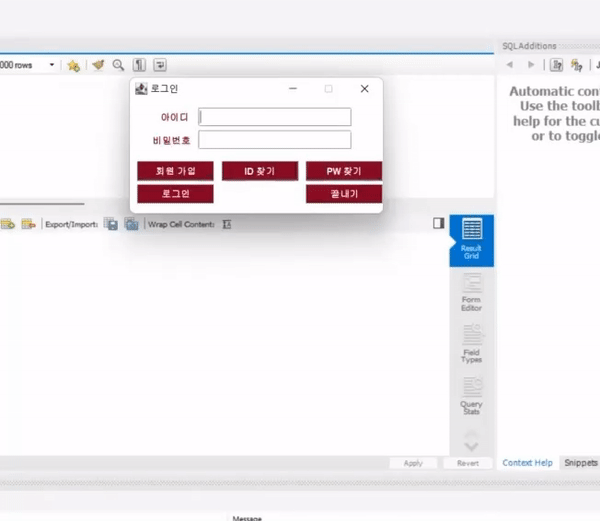 SQLAdditions
000 rows
로그인
아이디
비밀번호
회원 가입
ID 찾기
PW 찾기
로그인
끝내기
Automatic con
Use the toolb
help for the cu
or to toggle
Export/Import:
Wrap Cell Content:
Result
Grid
Form
Editor
Field
Types
Query
Stats
Apply
Revert
Context Help
Snippets
Message